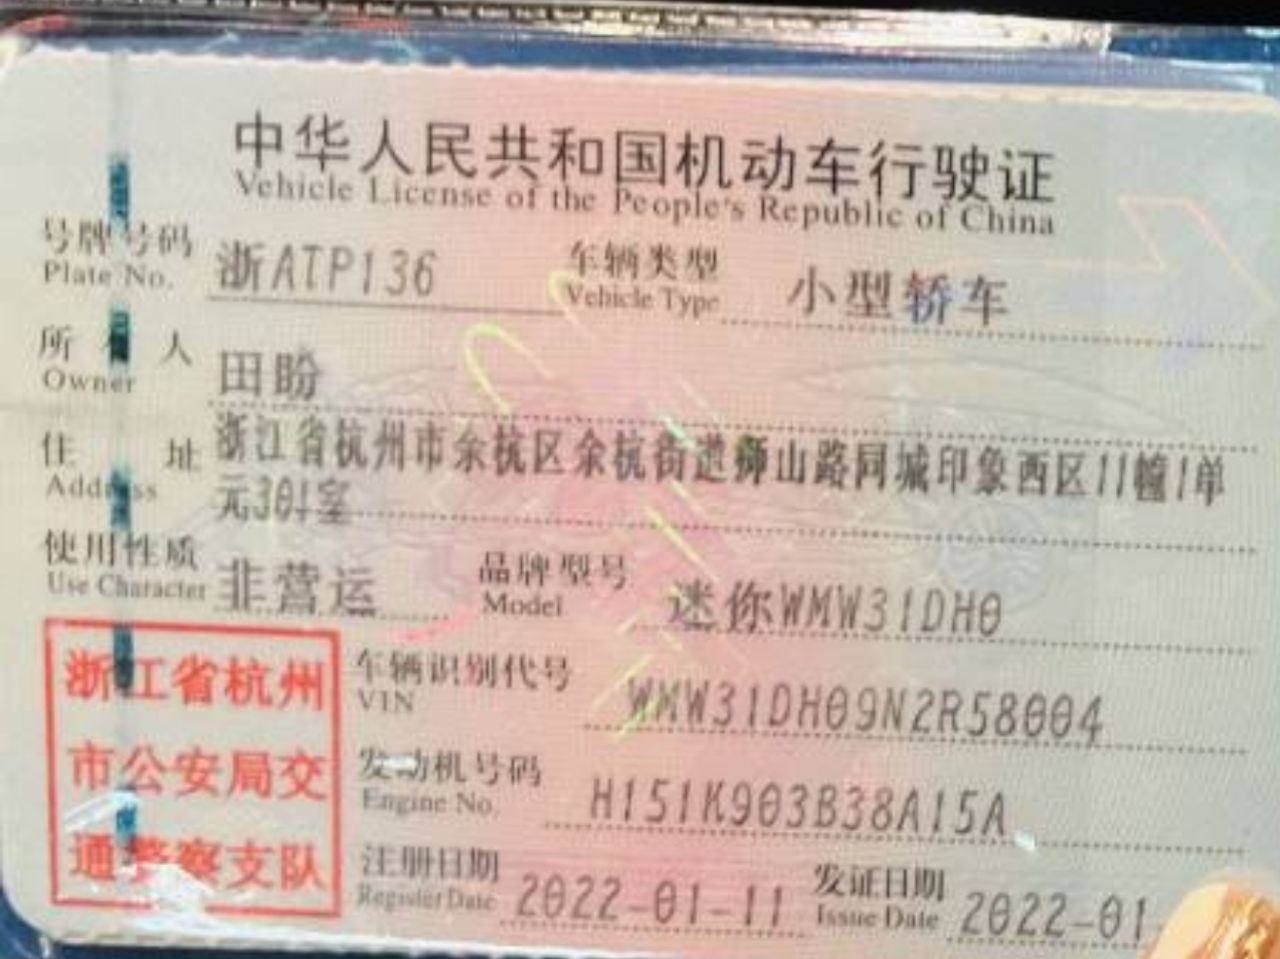 中华人民共和国机动车行驶证
Vehicle License of the People's Republic of China
号牌号码 浙ATP136 车辆类型 小型轿车
Plate No. Vehicle Type
所有人 田盼
Owner
住址 浙江省杭州市余杭区余杭街道狮山路同城印象西区11幢1单
Address 元301室
使用性质 非营运 品牌型号 迷你WMW31DH0
Use Character Model
浙江省杭州
市公安局交
通警察支队
车辆识别代号 WMW31DH09N2R58004
VIN
发动机号码 H151K903B38A15A
Engine No.
注册日期 2022-01-11 发证日期 2022-01
Register Date Issue Date